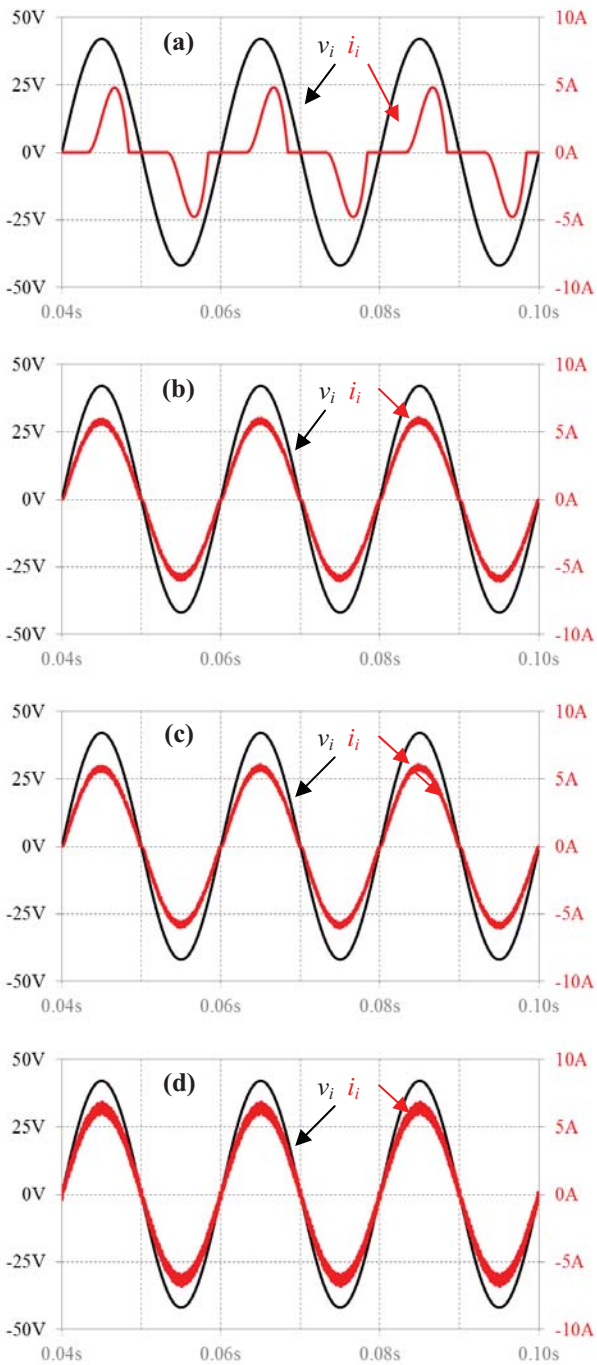 50V 10A
(a) vᵢ iᵢ
25V 5A
0V 0A
-25V -5A
-50V -10A
0.04s 0.06s 0.08s 0.10s
50V 10A
(b) vᵢ iᵢ
25V 5A
0V 0A
-25V -5A
-50V -10A
0.04s 0.06s 0.08s 0.10s
50V 10A
(c) vᵢ iᵢ
25V 5A
0V 0A
-25V -5A
-50V -10A
0.04s 0.06s 0.08s 0.10s
50V 10A
(d) vᵢ iᵢ
25V 5A
0V 0A
-25V -5A
-50V -10A
0.04s 0.06s 0.08s 0.10s